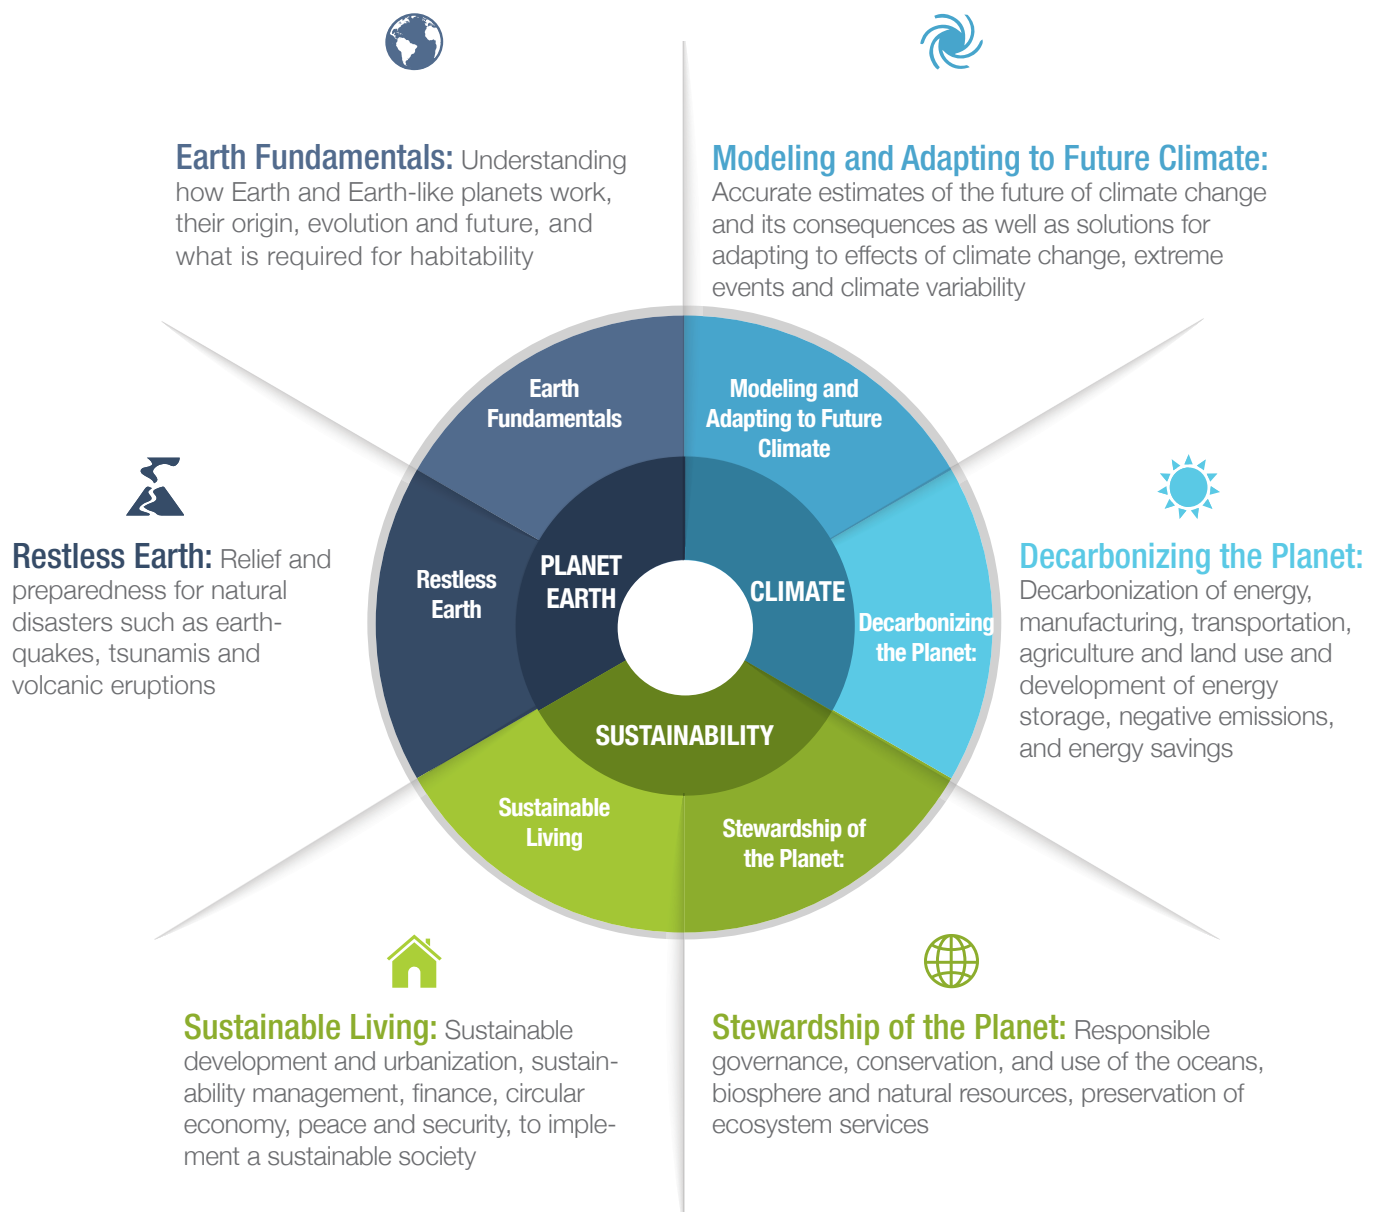 Earth Fundamentals: Understanding
how Earth and Earth-like planets work,
their origin, evolution and future, and
what is required for habitability
Modeling and Adapting to Future Climate:
Accurate estimates of the future of climate change
and its consequences as well as solutions for
adapting to effects of climate change, extreme
events and climate variability
Earth
Fundamentals
Modeling and
Adapting to Future
Climate
Restless Earth: Relief and
preparedness for natural
disasters such as earth-
quakes, tsunamis and
volcanic eruptions
Restless
Earth
PLANET
EARTH
CLIMATE
Decarbonizing
the Planet:
Decarbonizing the Planet:
Decarbonization of energy,
manufacturing, transportation,
agriculture and land use and
development of energy
storage, negative emissions,
and energy savings
SUSTAINABILITY
Sustainable
Living
Stewardship of
the Planet:
Sustainable Living: Sustainable
development and urbanization, sustain-
ability management, finance, circular
economy, peace and security, to imple-
ment a sustainable society
Stewardship of the Planet: Responsible
governance, conservation, and use of the oceans,
biosphere and natural resources, preservation of
ecosystem services